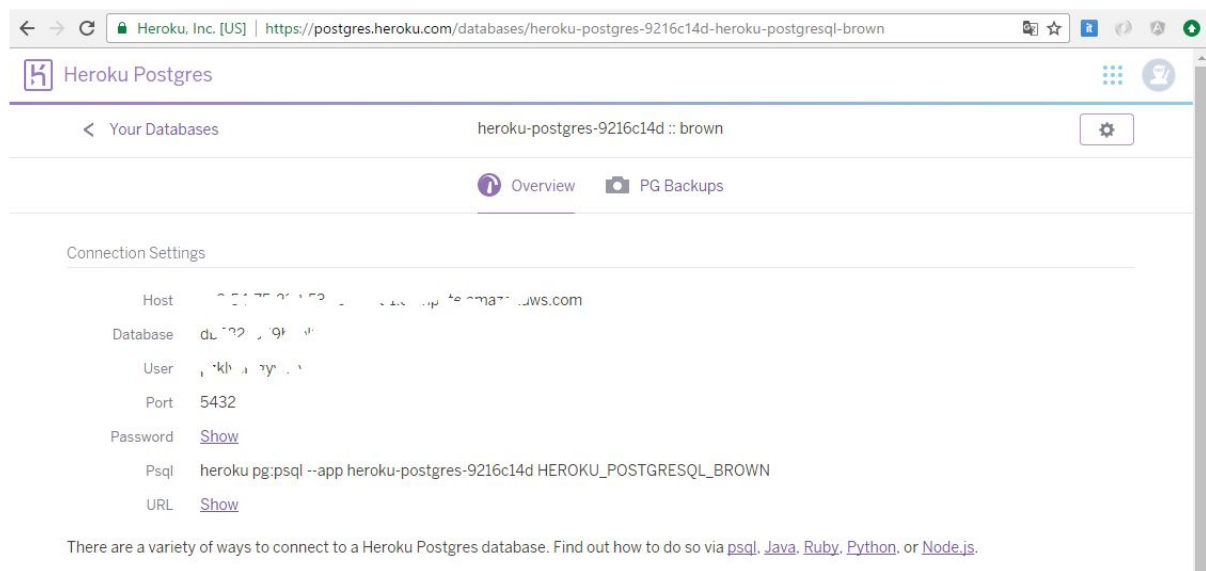 Heroku, Inc. [US] | https://postgres.heroku.com/databases/heroku-postgres-9216c14d-heroku-postgresql-brown
Heroku Postgres
< Your Databases
heroku-postgres-9216c14d :: brown
Overview
PG Backups
Connection Settings
Host
Database
User
Port 5432
Password Show
Psql heroku pg:psql --app heroku-postgres-9216c14d HEROKU_POSTGRESQL_BROWN
URL Show
There are a variety of ways to connect to a Heroku Postgres database. Find out how to do so via psql, Java, Ruby, Python, or Node.js.